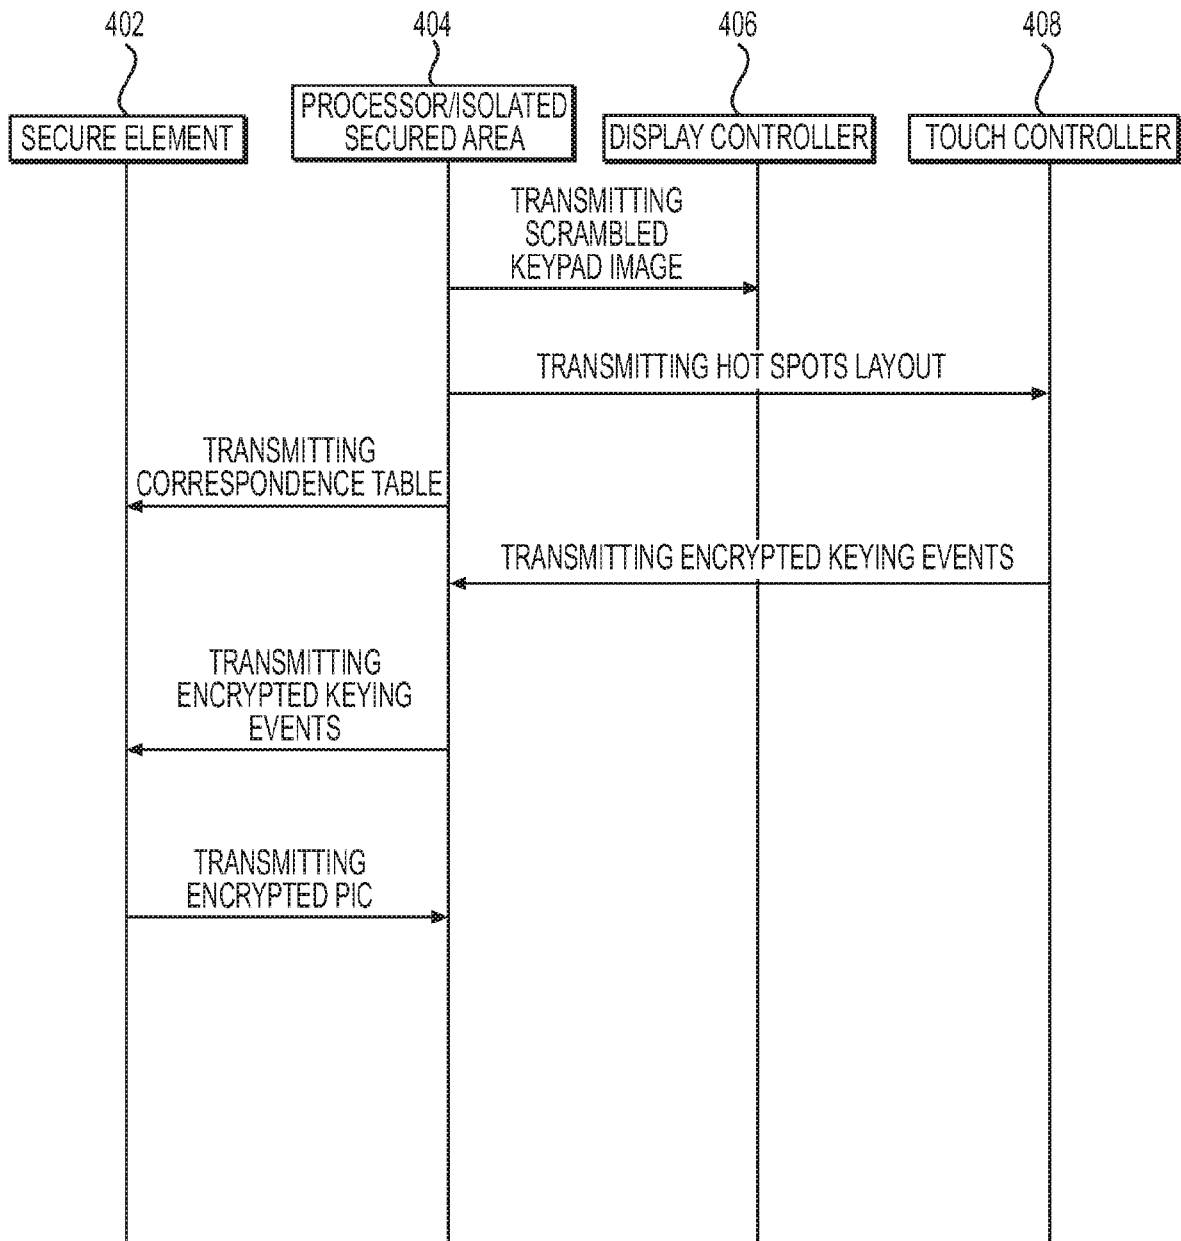 402
404
406
408
SECURE ELEMENT
PROCESSOR/ISOLATED
SECURED AREA
DISPLAY CONTROLLER
TOUCH CONTROLLER
TRANSMITTING
SCRAMBLED
KEYPAD IMAGE
TRANSMITTING HOT SPOTS LAYOUT
TRANSMITTING
CORRESPONDENCE TABLE
TRANSMITTING ENCRYPTED KEYING EVENTS
TRANSMITTING
ENCRYPTED KEYING
EVENTS
TRANSMITTING
ENCRYPTED PIC